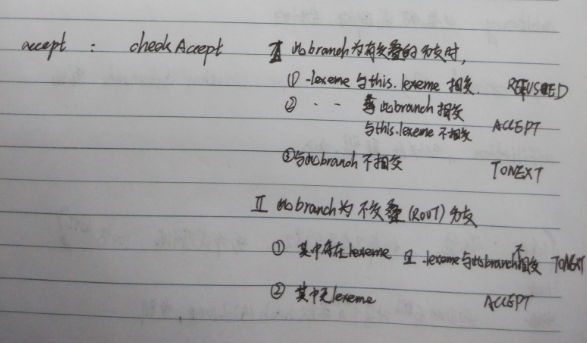 accept : checkAccept I 此branch为有交叠的分支时,
① -lexeme 与this.lexeme 相交. REFUSED
② - - 与此branch 相交
与this.lexeme 不相交 ACCEPT
③ 与此branch 不相交 TONEXT
II 此branch为 不交叠 (ROOT) 分支
① 其中存在lexeme 且 -lexeme与此branch不相交 TONEXT
② 其中无lexeme ACCEPT